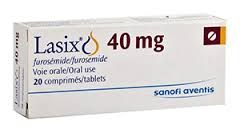 Lasix® 40 mg
furosémide/furosemide
Voie orale/Oral use
20 comprimés/tablets
sanofi aventis